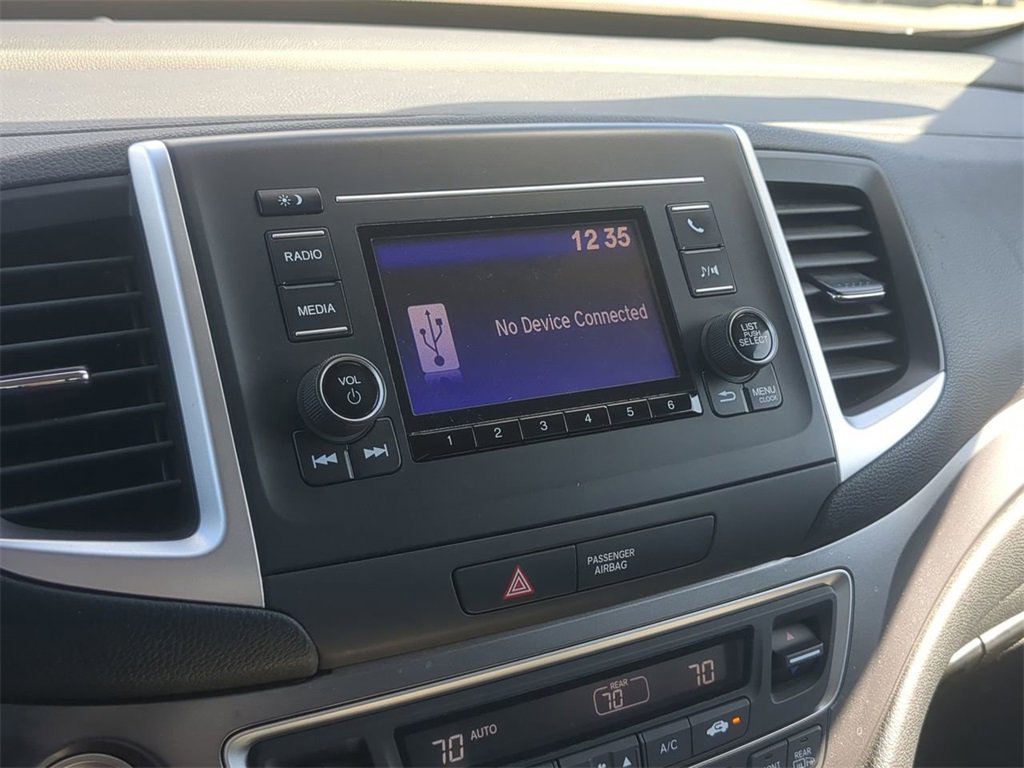 12 35
RADIO
MEDIA
No Device Connected
LIST
PUSH
SELECT
VOL
MENU
CLOCK
1 2 3 4 5 6
PASSENGER
AIRBAG
REAR
70
70
70 AUTO
A/C
REAR